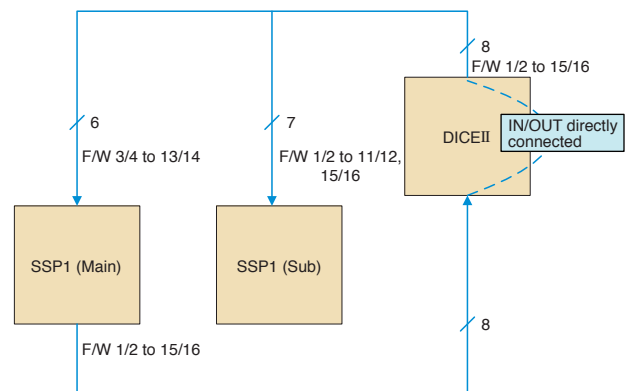 8
F/W 1/2 to 15/16
6
7
IN/OUT directly
connected
DICEII
F/W 3/4 to 13/14
F/W 1/2 to 11/12,
15/16
SSP1 (Main)
SSP1 (Sub)
8
F/W 1/2 to 15/16